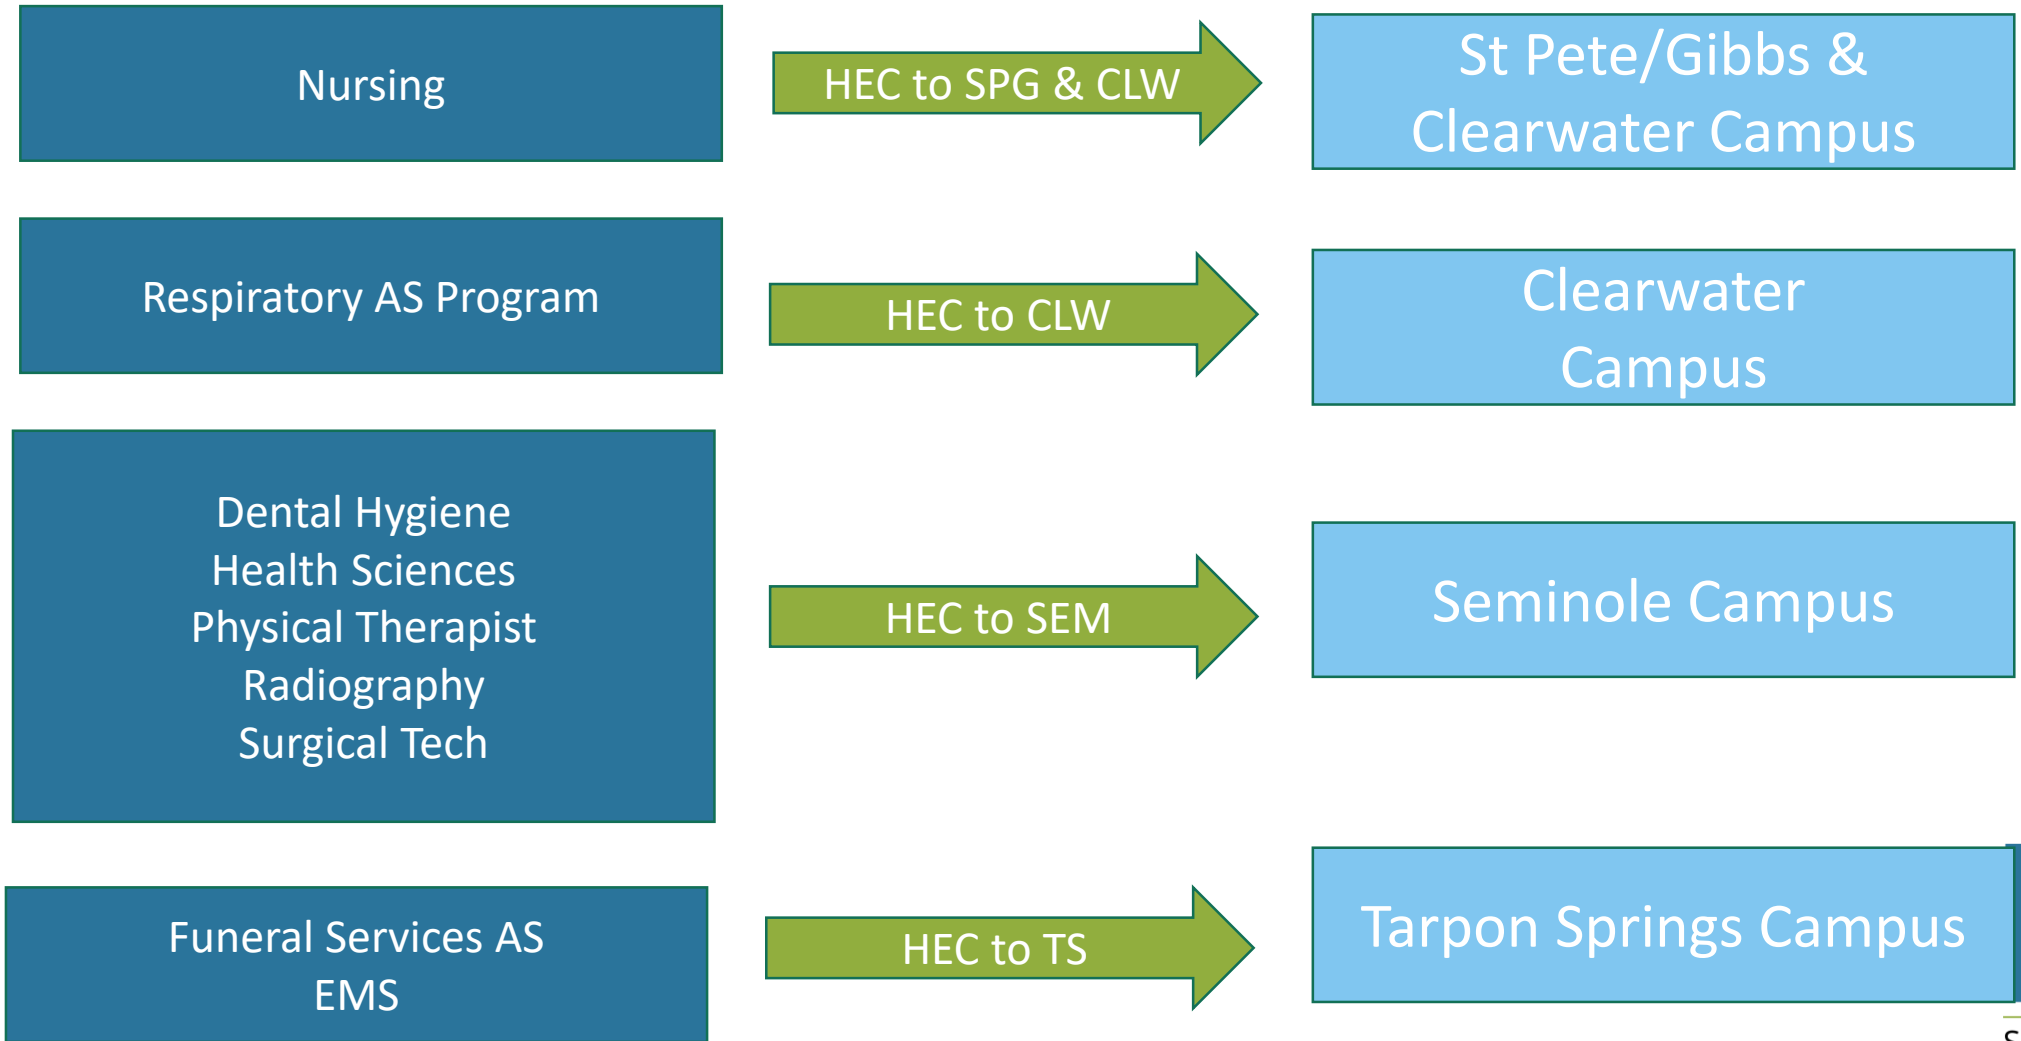 Nursing
HEC to SPG & CLW
St Pete/Gibbs &
Clearwater Campus
Respiratory AS Program
HEC to CLW
Clearwater
Campus
Dental Hygiene
Health Sciences
Physical Therapist
Radiography
Surgical Tech
HEC to SEM
Seminole Campus
Funeral Services AS
EMS
HEC to TS
Tarpon Springs Campus